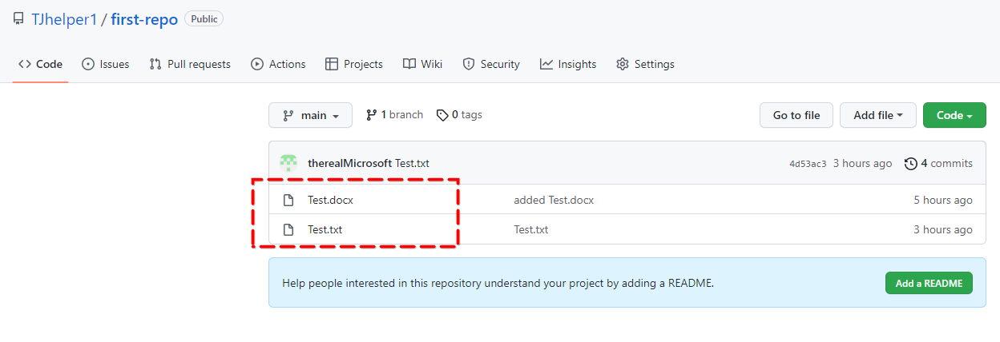 TJhelper1 / first-repo Public
Code Issues Pull requests Actions Projects Wiki Security Insights Settings
main 1 branch 0 tags Go to file Add file Code
therealMicrosoft Test.txt 4d53ac3 3 hours ago 4 commits
Test.docx added Test.docx 5 hours ago
Test.txt Test.txt 3 hours ago
Help people interested in this repository understand your project by adding a README. Add a README